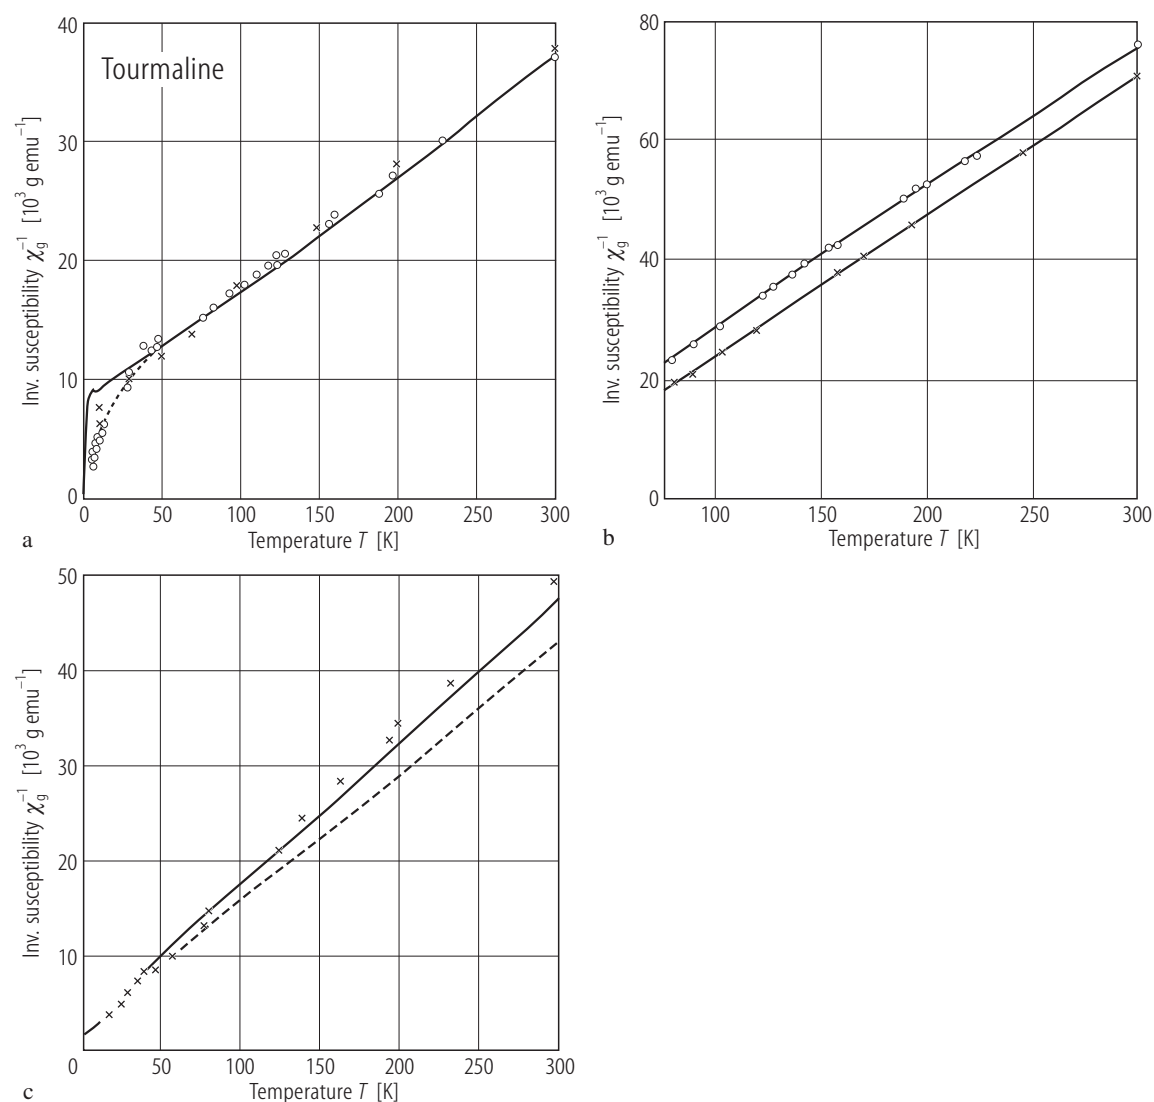 Tourmaline
40
30
20
10
0
Inv. susceptibility χg⁻¹ [10³ g emu⁻¹]
0 50 100 150 200 250 300
Temperature T [K]
a
80
60
40
20
0
Inv. susceptibility χg⁻¹ [10³ g emu⁻¹]
100 150 200 250 300
Temperature T [K]
b
50
40
30
20
10
Inv. susceptibility χg⁻¹ [10³ g emu⁻¹]
0 50 100 150 200 250 300
Temperature T [K]
c